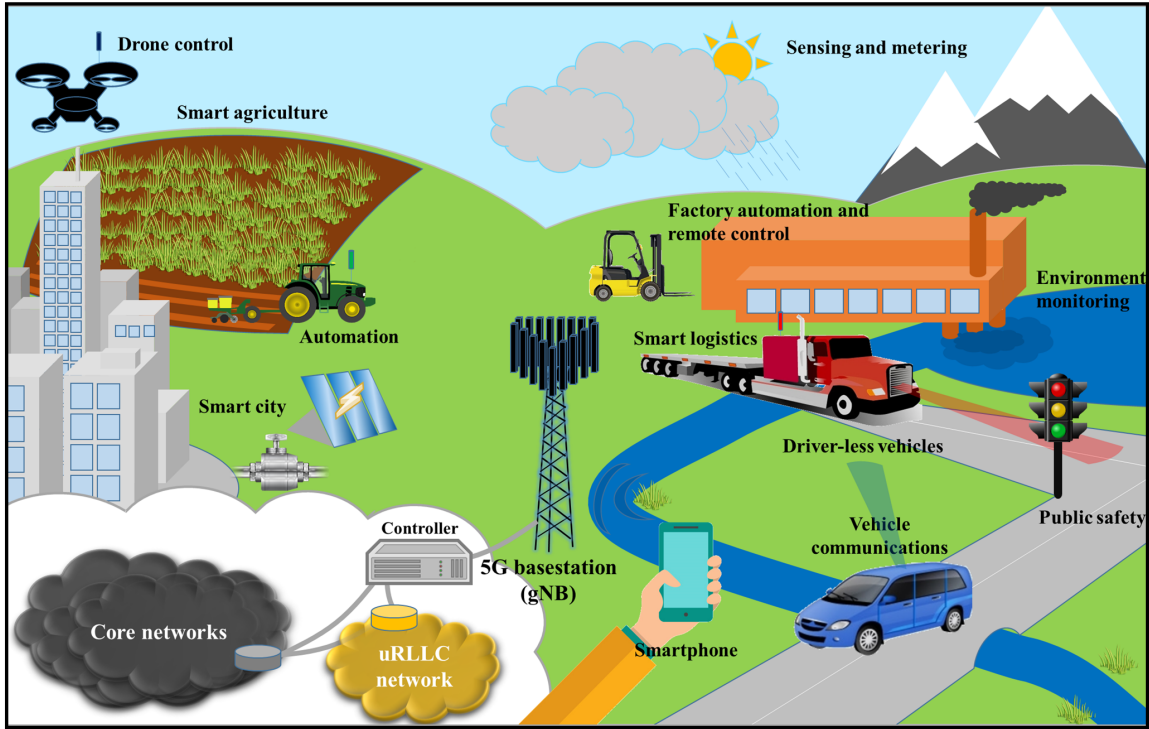 Drone control
Sensing and metering
Smart agriculture
Factory automation and
remote control
Environment
monitoring
Automation
Smart logistics
Smart city
Driver-less vehicles
Public safety
Vehicle
communications
Controller
5G basestation
(gNB)
Core networks
uRLLC
network
Smartphone